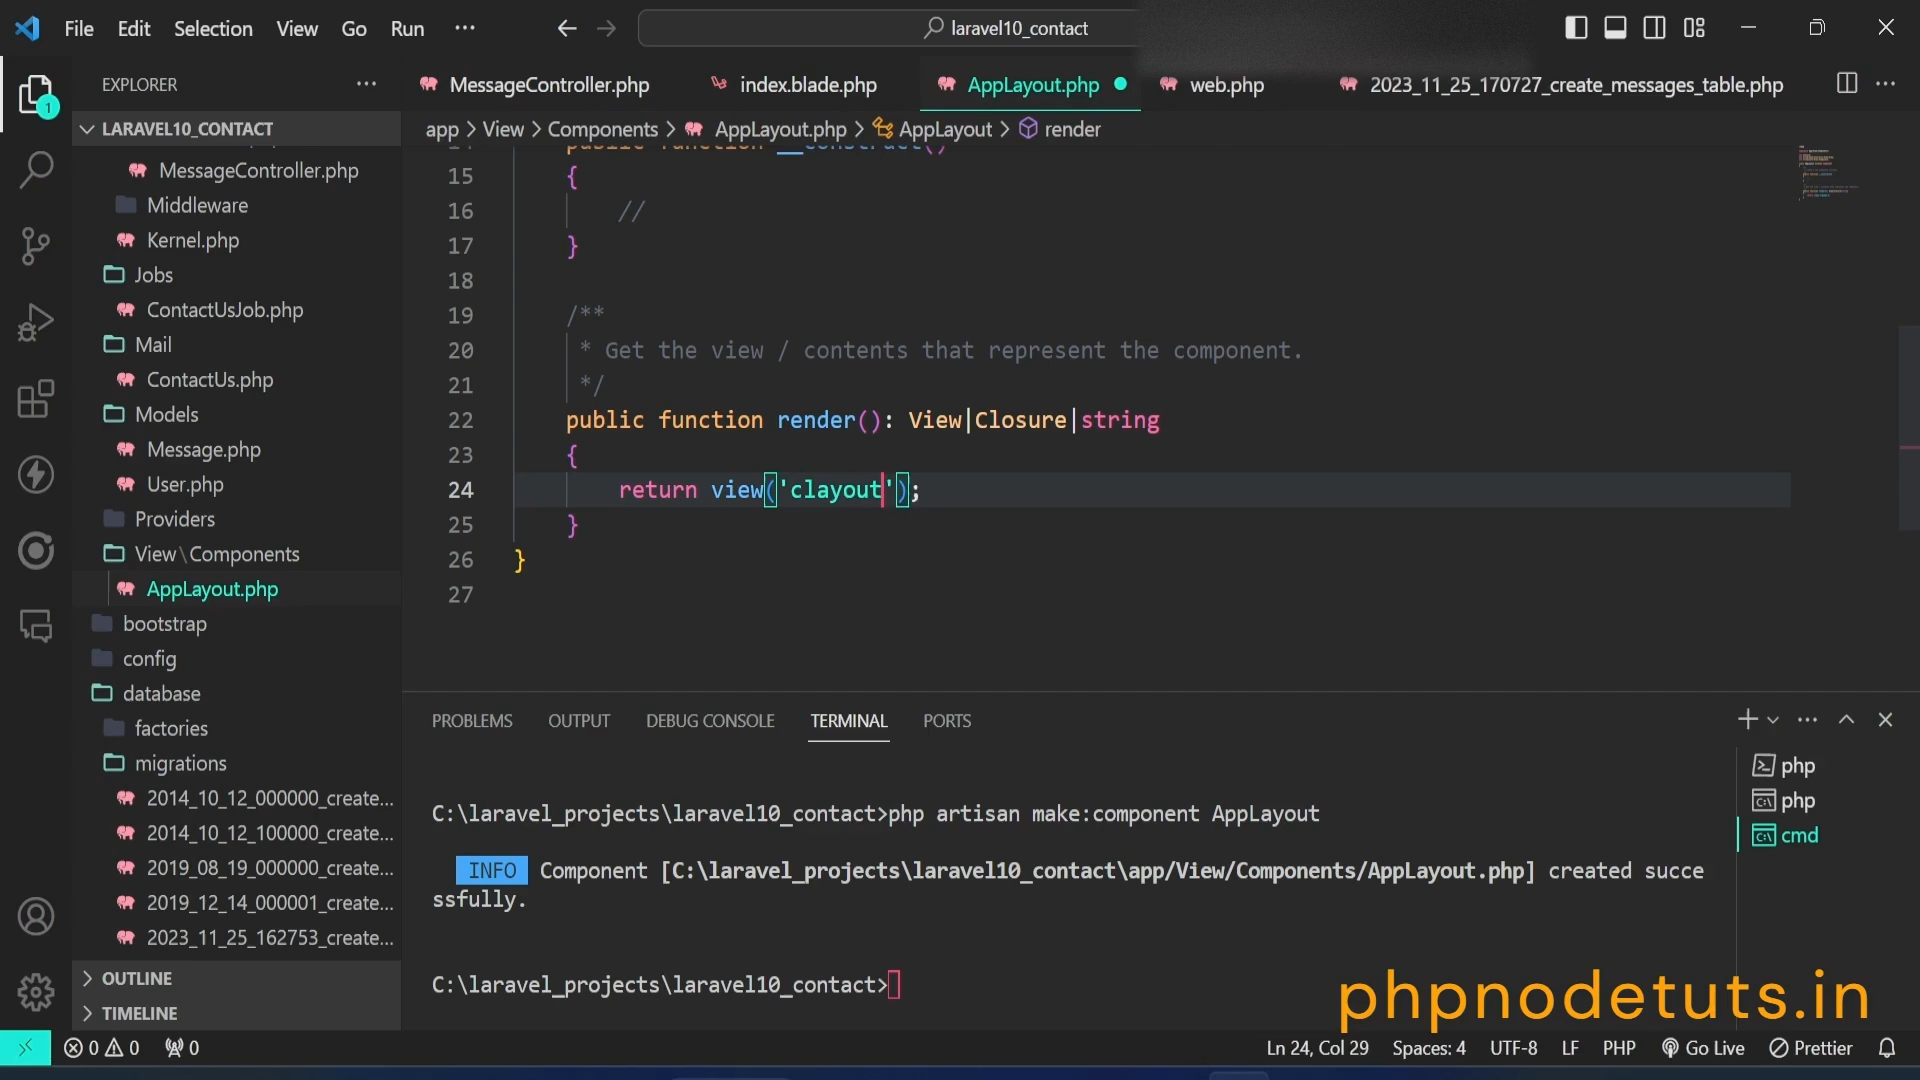 File Edit Selection View Go Run ···
laravel10_contact
EXPLORER ···
MessageController.php index.blade.php AppLayout.php web.php 2023_11_25_170727_create_messages_table.php ···
app > View > Components > AppLayout.php > AppLayout > render
LARAVEL10_CONTACT
MessageController.php
Middleware
Kernel.php
Jobs
ContactUsJob.php
Mail
ContactUs.php
Models
Message.php
User.php
Providers
View\Components
AppLayout.php
bootstrap
config
database
factories
migrations
2014_10_12_000000_create...
2014_10_12_100000_create...
2019_08_19_000000_create...
2019_12_14_000001_create...
2023_11_25_162753_create...
OUTLINE
TIMELINE
public function __construct()
15 {
16 //
17 }
18
19 /**
20 * Get the view / contents that represent the component.
21 */
22 public function render(): View|Closure|string
23 {
24 return view('clayout');
25 }
26 }
27
PROBLEMS OUTPUT DEBUG CONSOLE TERMINAL PORTS
C:\laravel_projects\laravel10_contact>php artisan make:component AppLayout
INFO Component [C:\laravel_projects\laravel10_contact\app/View/Components/AppLayout.php] created succe
ssfully.
C:\laravel_projects\laravel10_contact>
php
php
cmd
phpnodetuts.in
0 0 0 Ln 24, Col 29 Spaces: 4 UTF-8 LF PHP Go Live Prettier